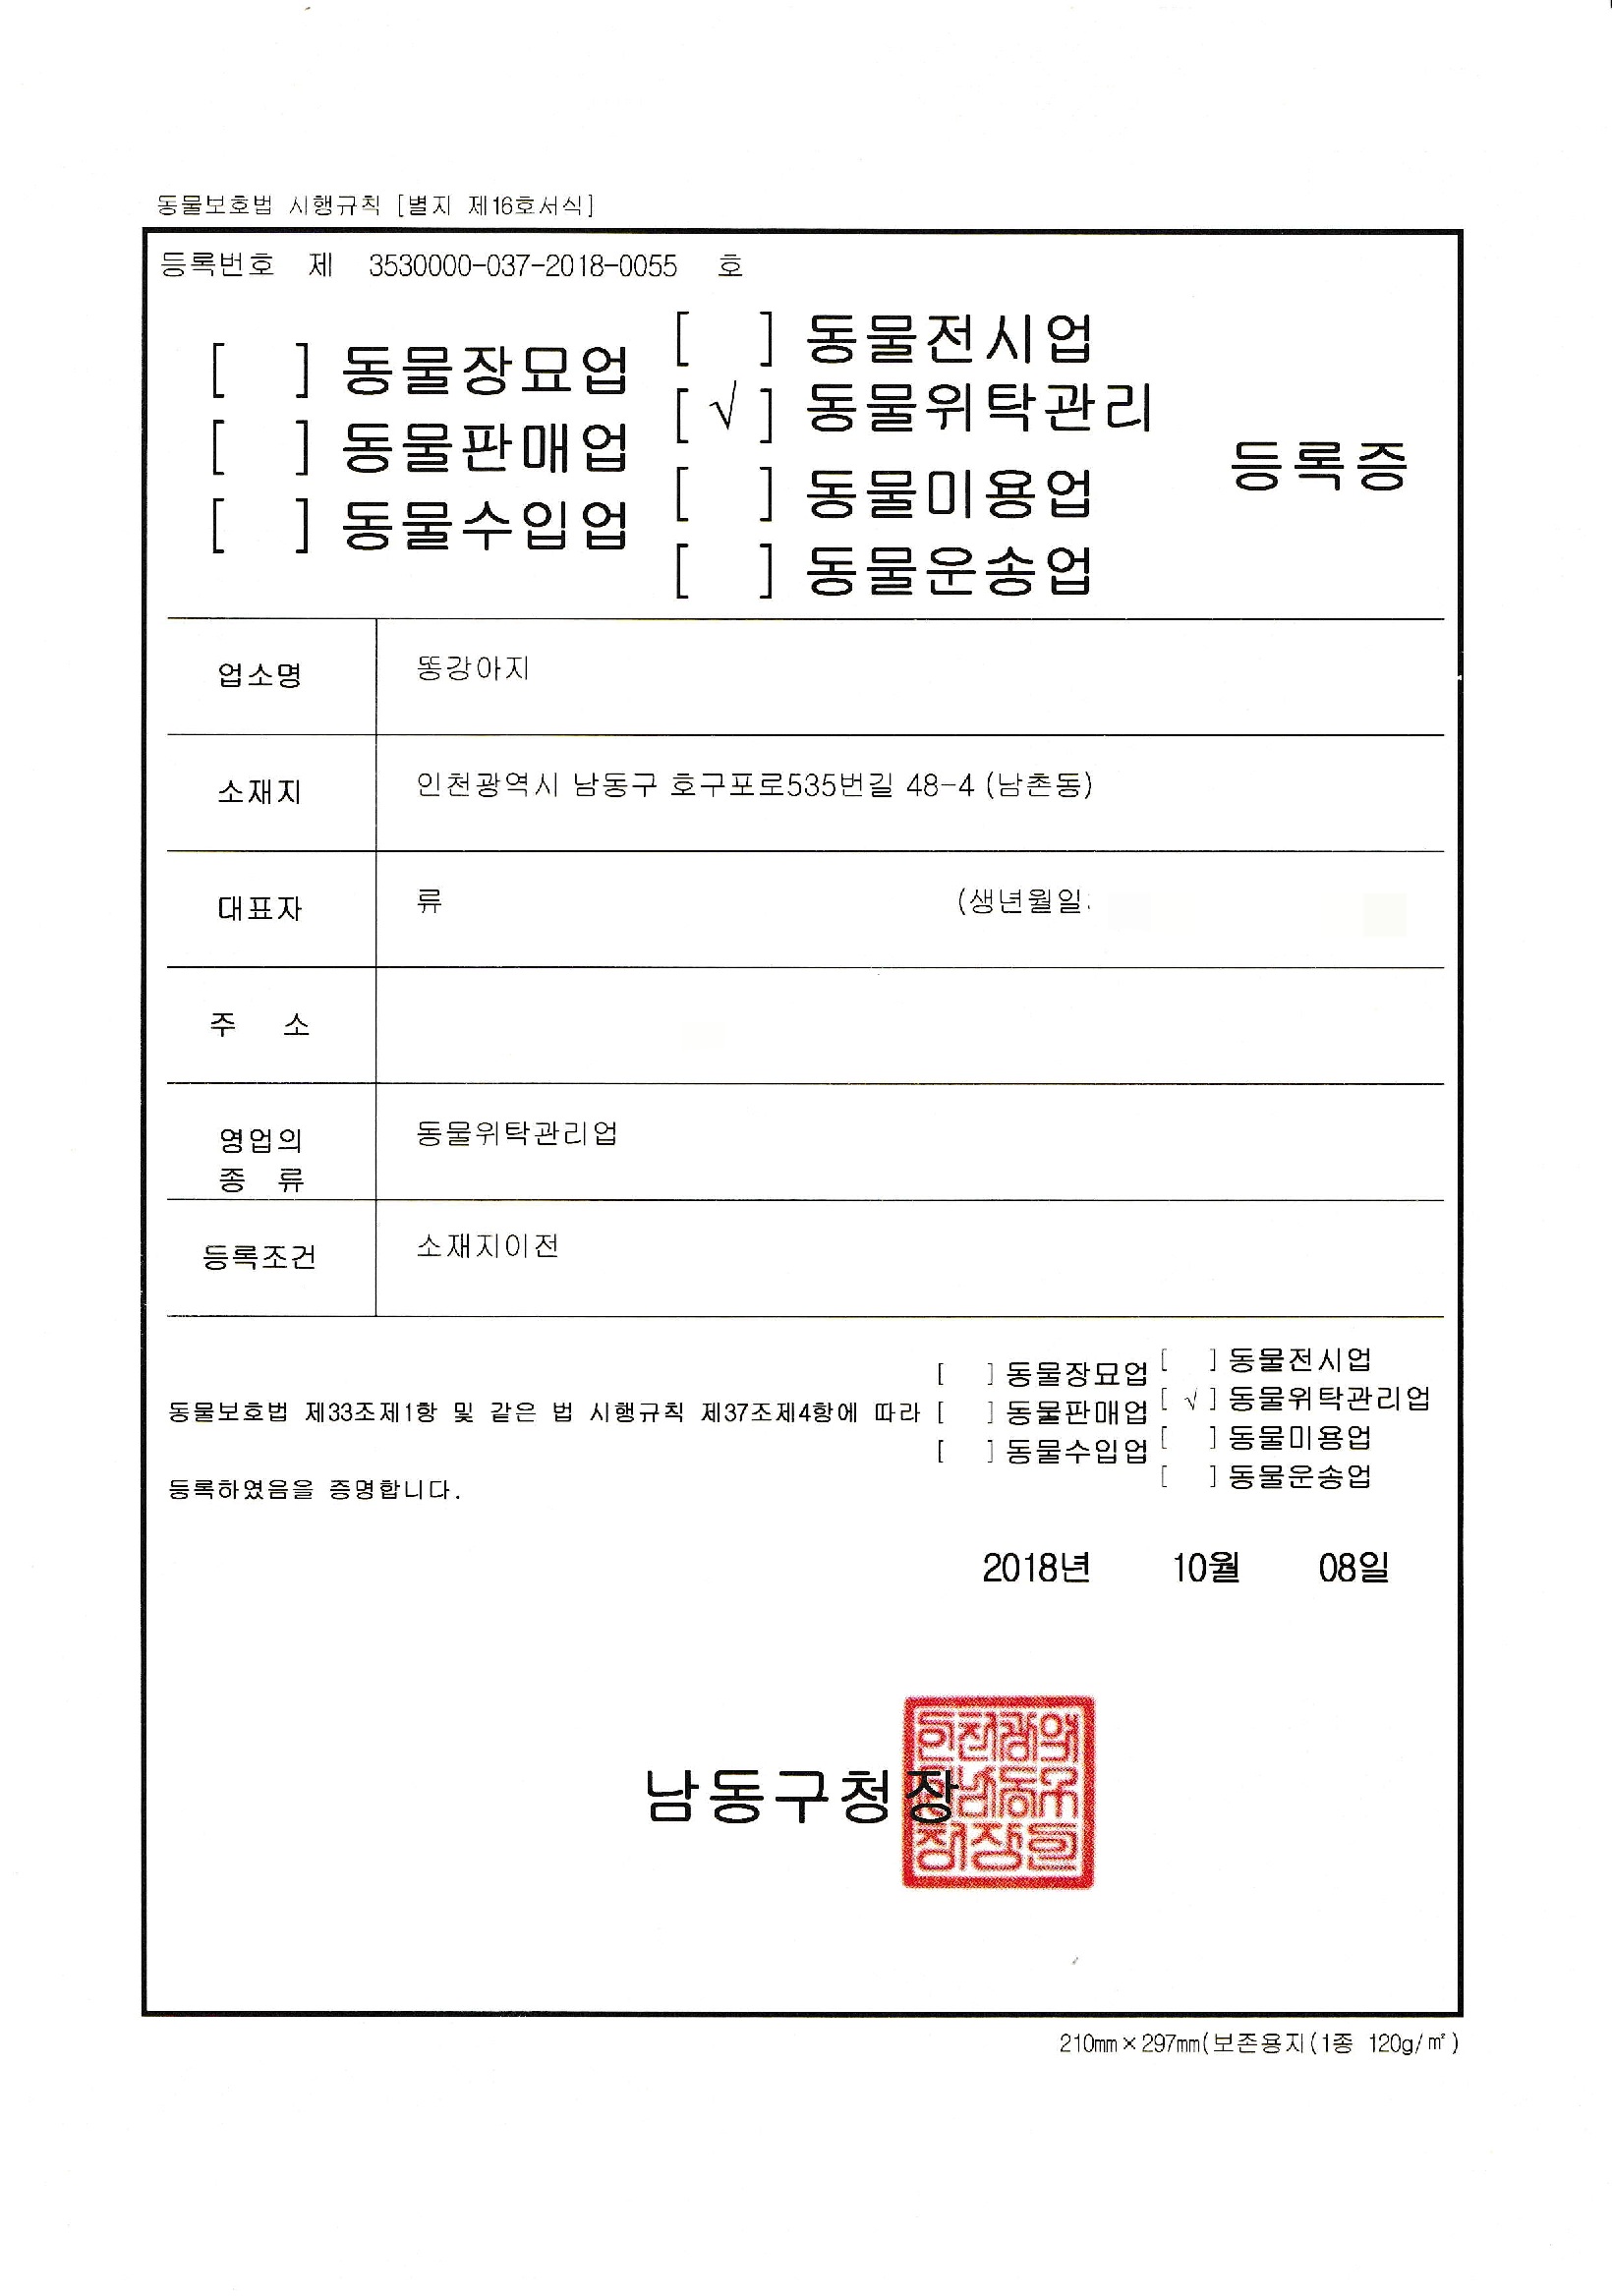 동물보호법 시행규칙 [별지 제16호서식]
등록번호 제 3530000-037-2018-0055 호
[ ] 동물장묘업
[ ] 동물판매업
[ ] 동물수입업
[ ] 동물전시업
[ √ ] 동물위탁관리
[ ] 동물미용업
[ ] 동물운송업
등록증
업소명 똥강아지
소재지 인천광역시 남동구 호구포로535번길 48-4 (남촌동)
대표자 류 (생년월일:
주 소
영업의
종 류
동물위탁관리업
등록조건 소재지이전
동물보호법 제33조제1항 및 같은 법 시행규칙 제37조제4항에 따라
[ ] 동물장묘업
[ ] 동물판매업
[ ] 동물수입업
[ ] 동물전시업
[ √ ] 동물위탁관리업
[ ] 동물미용업
[ ] 동물운송업
등록하였음을 증명합니다.
2018년 10월 08일
남동구청장
인천광역
시남동구
청장인
210mm×297mm(보존용지(1종 120g/㎡)